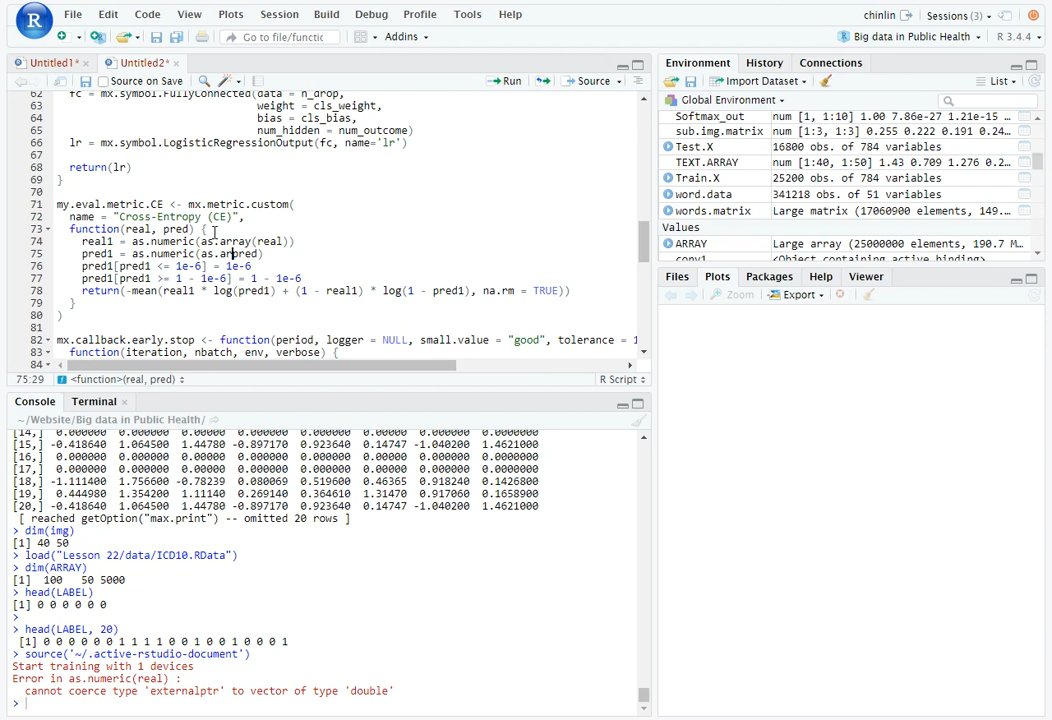 File Edit Code View Plots Session Build Debug Profile Tools Help
chinlin Sessions (3)
Go to file/functic Addins
Big data in Public Health R 3.4.4
Untitled1* × Untitled2* ×
Source on Save Run Source
62 fc = mx.symbol.FullyConnected(data = n_drop,
63 weight = cls_weight,
64 bias = cls_bias,
65 num_hidden = num_outcome)
66 lr = mx.symbol.LogisticRegressionOutput(fc, name='lr')
67
68 return(lr)
69 }
70
71 my.eval.metric.CE <- mx.metric.custom(
72 name = "Cross-Entropy (CE)",
73 function(real, pred) {
74 real1 = as.numeric(as.array(real))
75 pred1 = as.numeric(as.arpred)
76 pred1[pred1 <= 1e-6] = 1e-6
77 pred1[pred1 >= 1 - 1e-6] = 1 - 1e-6
78 return(-mean(real1 * log(pred1) + (1 - real1) * log(1 - pred1), na.rm = TRUE))
79 }
80 )
81
82 mx.callback.early.stop <- function(period, logger = NULL, small.value = "good", tolerance = 1
83 function(iteration, nbatch, env, verbose) {
84
75:29 <function>(real, pred) R Script
Console Terminal ×
~/Website/Big data in Public Health/
[14,] 0.000000 0.000000 0.00000 0.000000 0.000000 0.00000 0.000000 0.0000000
[15,] -0.418640 1.064500 1.44780 -0.897170 0.923640 0.14747 -1.040200 1.4621000
[16,] 0.000000 0.000000 0.00000 0.000000 0.000000 0.00000 0.000000 0.0000000
[17,] 0.000000 0.000000 0.00000 0.000000 0.000000 0.00000 0.000000 0.0000000
[18,] -1.111400 1.756600 -0.78239 0.080069 0.519600 0.46365 0.918240 0.1426800
[19,] 0.444980 1.354200 1.11140 0.269140 0.364610 1.31470 0.917060 0.1658900
[20,] -0.418640 1.064500 1.44780 -0.897170 0.923640 0.14747 -1.040200 1.4621000
[ reached getOption("max.print") -- omitted 20 rows ]
> dim(img)
[1] 40 50
> load("Lesson 22/data/ICD10.RData")
> dim(ARRAY)
[1] 100 50 5000
> head(LABEL)
[1] 0 0 0 0 0 0
>
> head(LABEL, 20)
[1] 0 0 0 0 0 0 1 1 1 1 0 0 1 0 0 1 0 0 0 1
> source('~/.active-rstudio-document')
Start training with 1 devices
Error in as.numeric(real) :
cannot coerce type 'externalptr' to vector of type 'double'
>
Environment History Connections
Import Dataset List
Global Environment
Softmax_out num [1, 1:10] 1.00 7.86e-27 1.21e-15 …
sub.img.matrix num [1:3, 1:3] 0.255 0.222 0.191 0.24…
Test.X 16800 obs. of 784 variables
TEXT.ARRAY num [1:40, 1:50] 1.43 0.709 1.276 0.2…
Train.X 25200 obs. of 784 variables
word.data 341218 obs. of 51 variables
words.matrix Large matrix (17060900 elements, 149.…
Values
ARRAY Large array (25000000 elements, 190.7 M…
conv1 <Object containing active binding>
Files Plots Packages Help Viewer
Zoom Export